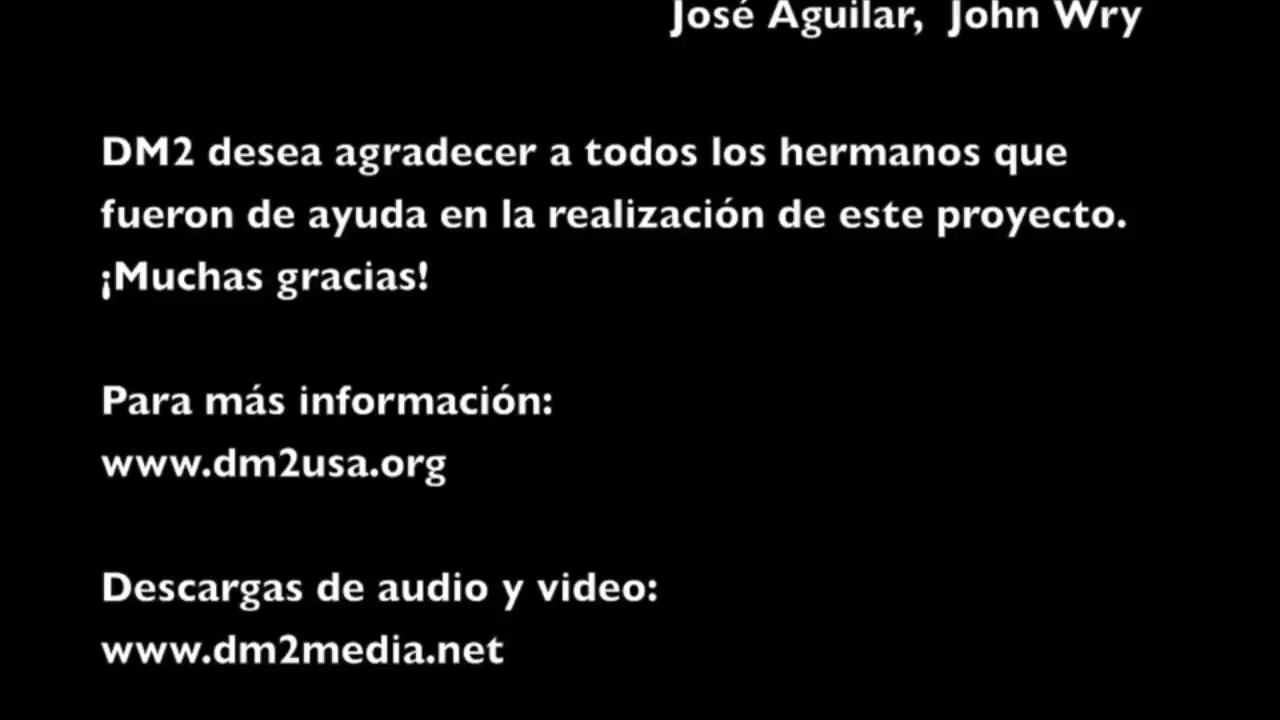 José Aguilar, John Wry
DM2 desea agradecer a todos los hermanos que
fueron de ayuda en la realización de este proyecto.
¡Muchas gracias!
Para más información:
www.dm2usa.org
Descargas de audio y video:
www.dm2media.net